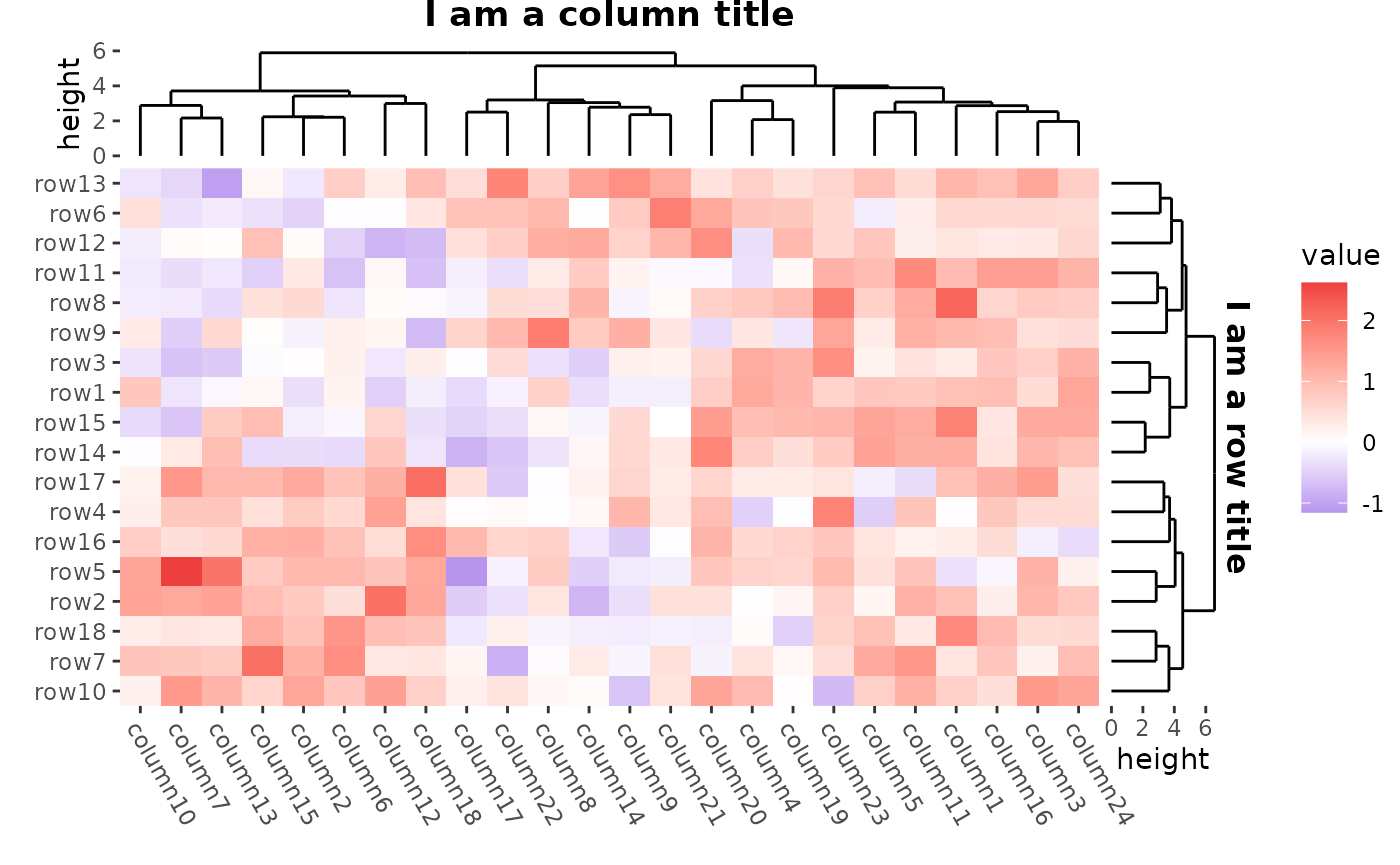 I am a column title
height
6
4
2
0
row13
row6
row12
row11
row8
row9
row3
row1
row15
row14
row17
row4
row16
row5
row2
row18
row7
row10
column10
column7
column13
column15
column2
column6
column12
column18
column17
column22
column8
column14
column9
column21
column20
column4
column19
column23
column5
column11
column1
column16
column3
column24
0 2 4 6
height
I am a row title
value
2
1
0
-1